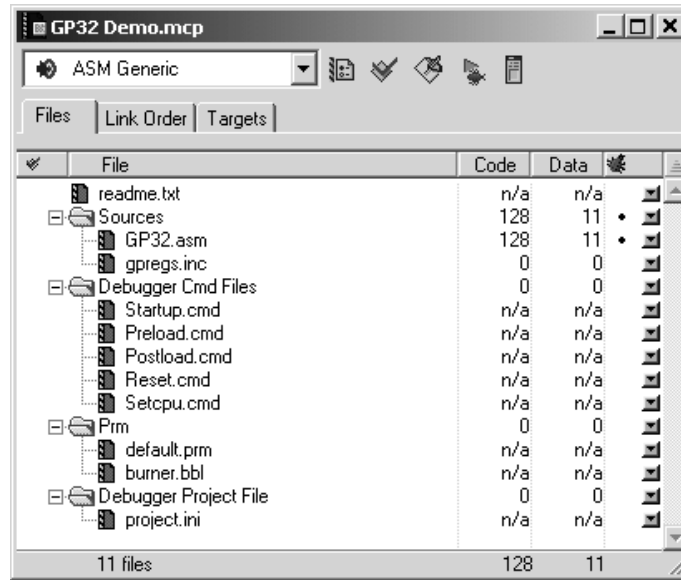 GP32 Demo.mcp
ASM Generic
Files Link Order Targets
File Code Data
readme.txt n/a n/a
Sources 128 11 •
GP32.asm 128 11 •
gpregs.inc 0 0
Debugger Cmd Files 0 0
Startup.cmd n/a n/a
Preload.cmd n/a n/a
Postload.cmd n/a n/a
Reset.cmd n/a n/a
Setcpu.cmd n/a n/a
Prm 0 0
default.prm n/a n/a
burner.bbl n/a n/a
Debugger Project File 0 0
project.ini n/a n/a
11 files 128 11